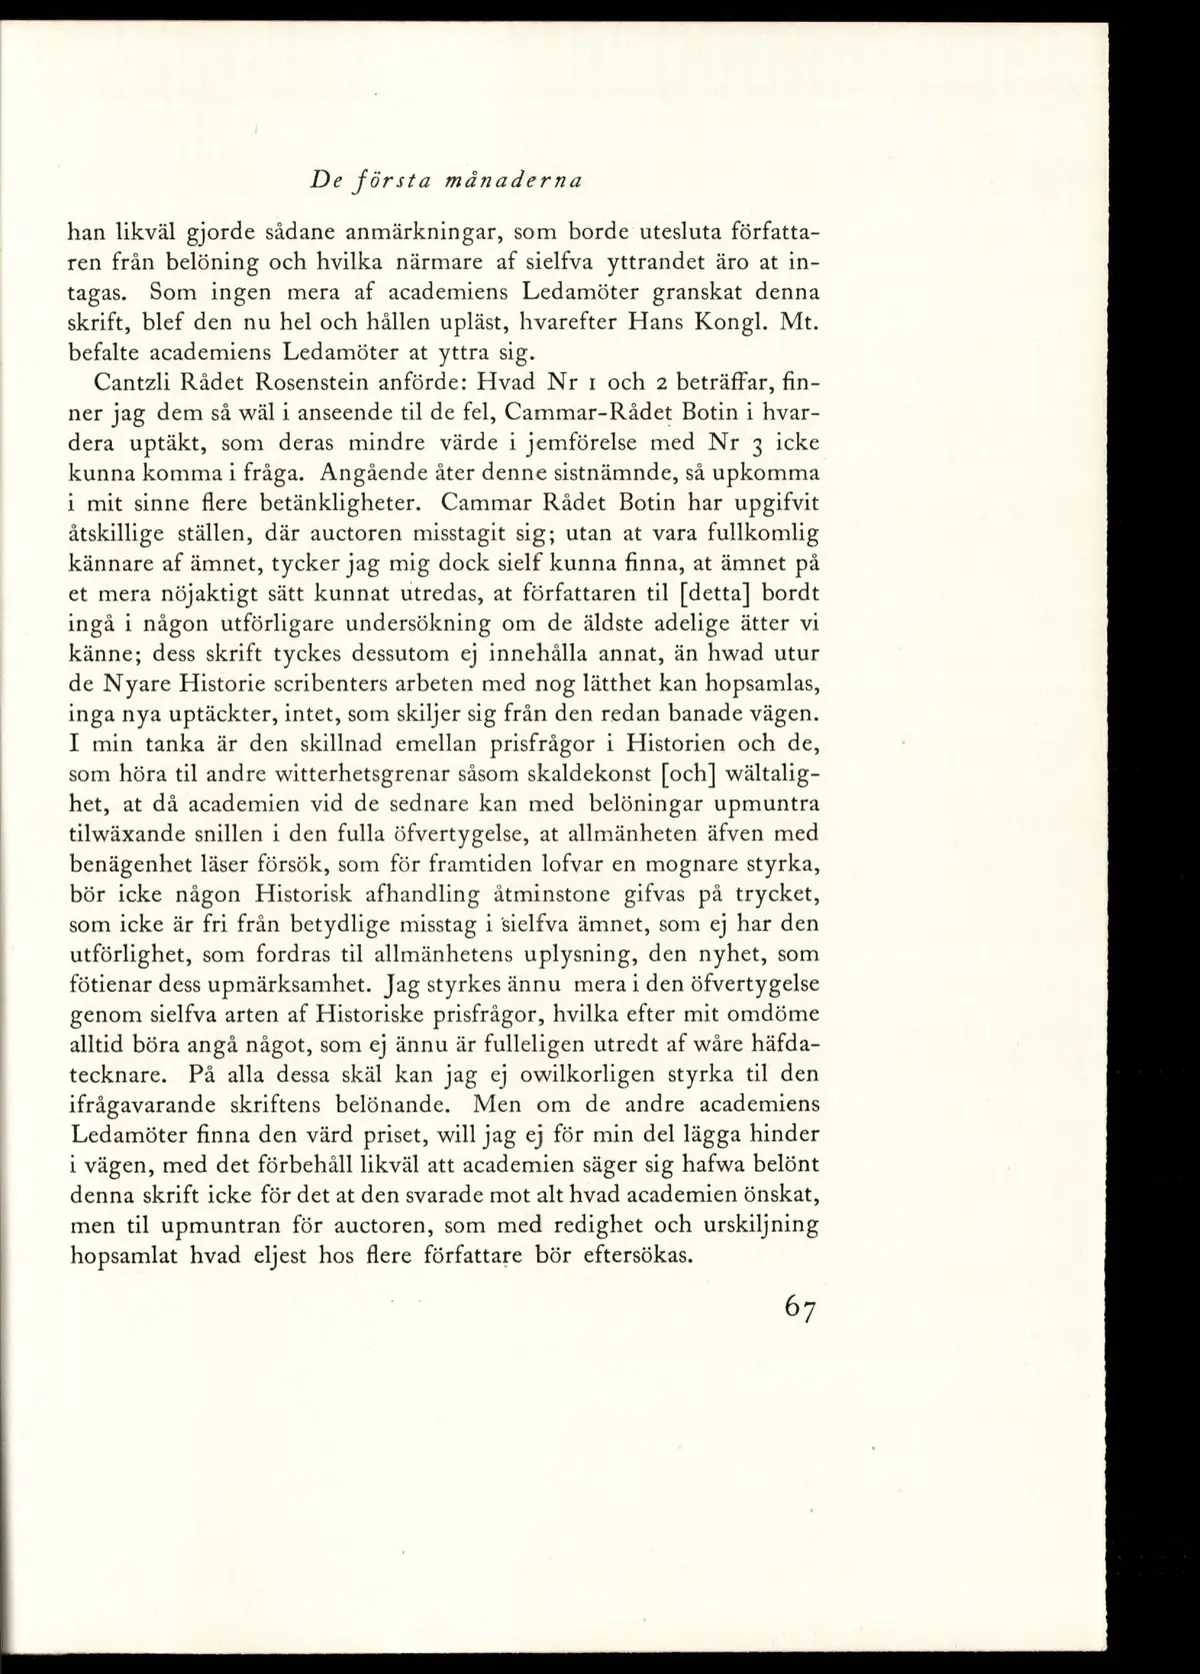 De första månaderna
han likväl gjorde sådane anmärkningar, som borde utesluta författa-
ren från belöning och hvilka närmare af sielfva yttrandet äro at in-
tagas. Som ingen mera af academiens Ledamöter granskat denna
skrift, blef den nu hel och hållen upläst, hvarefter Hans Kongl. Mt.
befalte academiens Ledamöter at yttra sig.
Cantzli Rådet Rosenstein anförde: Hvad Nr 1 och 2 beträffar, fin-
ner jag dem så wäl i anseende til de fel, Cammar-Rådet Botin i hvar-
dera uptäkt, som deras mindre värde i jemförelse med Nr 3 icke
kunna komma i fråga. Angående åter denne sistnämnde, så upkomma
i mit sinne flere betänkligheter. Cammar Rådet Botin har upgifvit
åtskillige ställen, där auctoren misstagit sig; utan at vara fullkomlig
kännare af ämnet, tycker jag mig dock sielf kunna finna, at ämnet på
et mera nöjaktigt sätt kunnat utredas, at författaren til [detta] bordt
ingå i någon utförligare undersökning om de äldste adelige ätter vi
känne; dess skrift tyckes dessutom ej innehålla annat, än hwad utur
de Nyare Historie scribenters arbeten med nog lätthet kan hopsamlas,
inga nya uptäckter, intet, som skiljer sig från den redan banade vägen.
I min tanka är den skillnad emellan prisfrågor i Historien och de,
som höra til andre witterhetsgrenar såsom skaldekonst [och] wältalig-
het, at då academien vid de sednare kan med belöningar upmuntra
tilwäxande snillen i den fulla öfvertygelse, at allmänheten äfven med
benägenhet läser försök, som för framtiden lofvar en mognare styrka,
bör icke någon Historisk afhandling åtminstone gifvas på trycket,
som icke är fri från betydlige misstag i sielfva ämnet, som ej har den
utförlighet, som fordras til allmänhetens uplysning, den nyhet, som
fötienar dess upmärksamhet. Jag styrkes ännu mera i den öfvertygelse
genom sielfva arten af Historiske prisfrågor, hvilka efter mit omdöme
alltid böra angå något, som ej ännu är fulleligen utredt af wåre häfda-
tecknare. På alla dessa skäl kan jag ej owilkorligen styrka til den
ifrågavarande skriftens belönande. Men om de andre academiens
Ledamöter finna den värd priset, will jag ej för min del lägga hinder
i vägen, med det förbehåll likväl att academien säger sig hafwa belönt
denna skrift icke för det at den svarade mot alt hvad academien önskat,
men til upmuntran för auctoren, som med redighet och urskiljning
hopsamlat hvad eljest hos flere författare bör eftersökas.
67